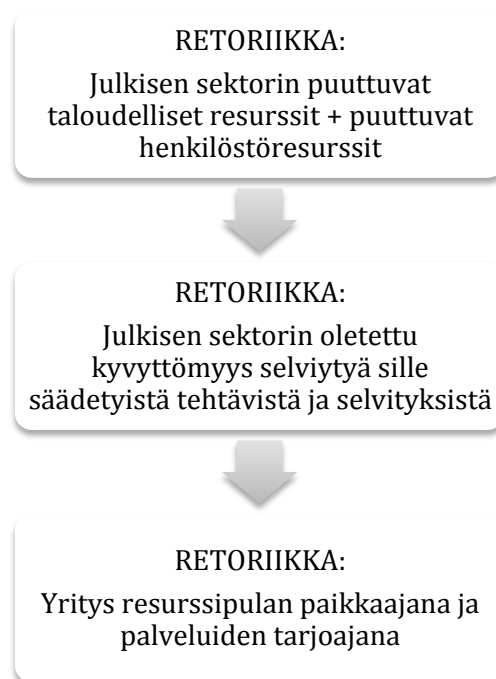 RETORIIKKA:
Julkisen sektorin puuttuvat
taloudelliset resurssit + puuttuvat
henkilöstöresurssit
RETORIIKKA:
Julkisen sektorin oletettu
kyvyttömyys selviytyä sille
säädetyistä tehtävistä ja selvityksistä
RETORIIKKA:
Yritys resurssipulan paikkaajana ja
palveluiden tarjoajana